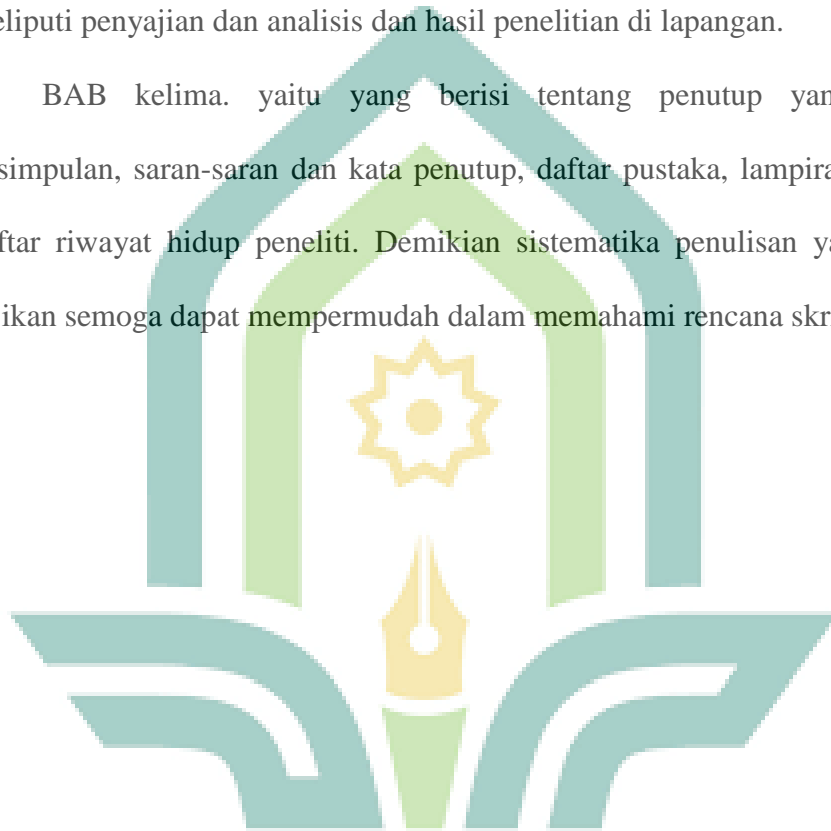 eliputi penyajian dan analisis dan hasil penelitian di lapangan.
BAB kelima. yaitu yang berisi tentang penutup yan
simpulan, saran-saran dan kata penutup, daftar pustaka, lampira
ftar riwayat hidup peneliti. Demikian sistematika penulisan ya
ikan semoga dapat mempermudah dalam memahami rencana skr